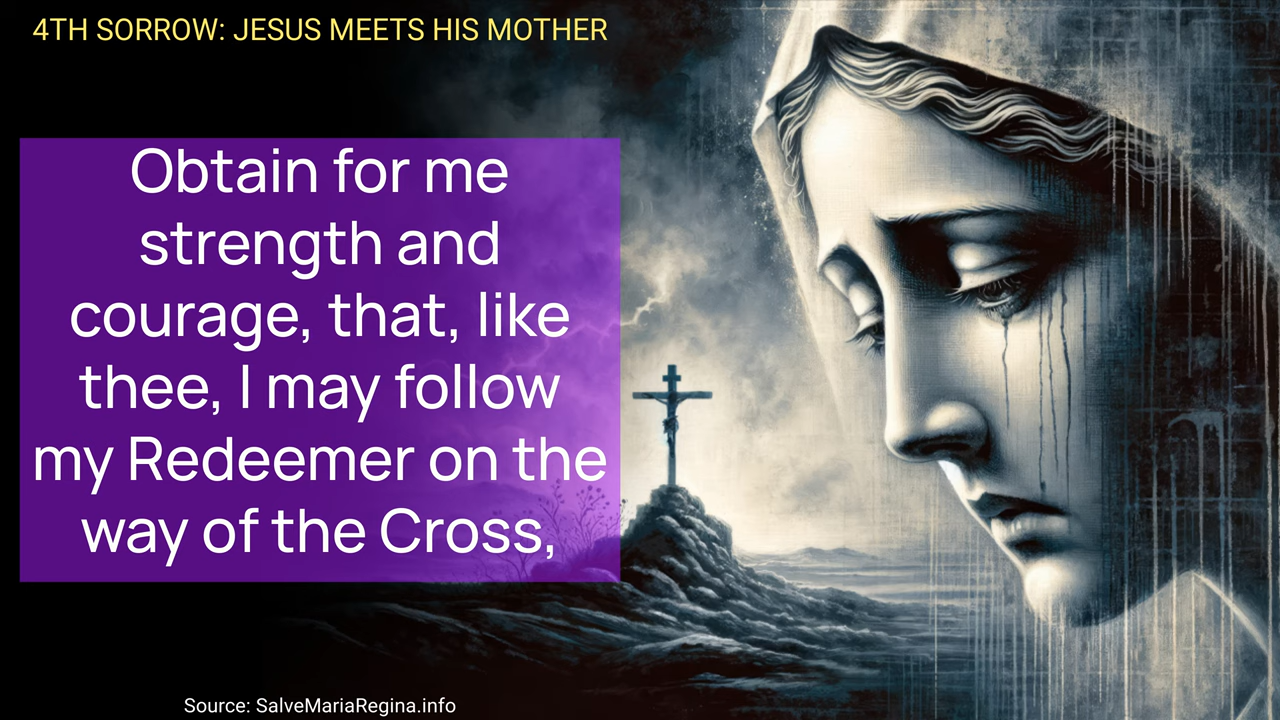 4TH SORROW: JESUS MEETS HIS MOTHER
Obtain for me
strength and
courage, that, like
thee, I may follow
my Redeemer on the
way of the Cross,
Source: SalveMariaRegina.info